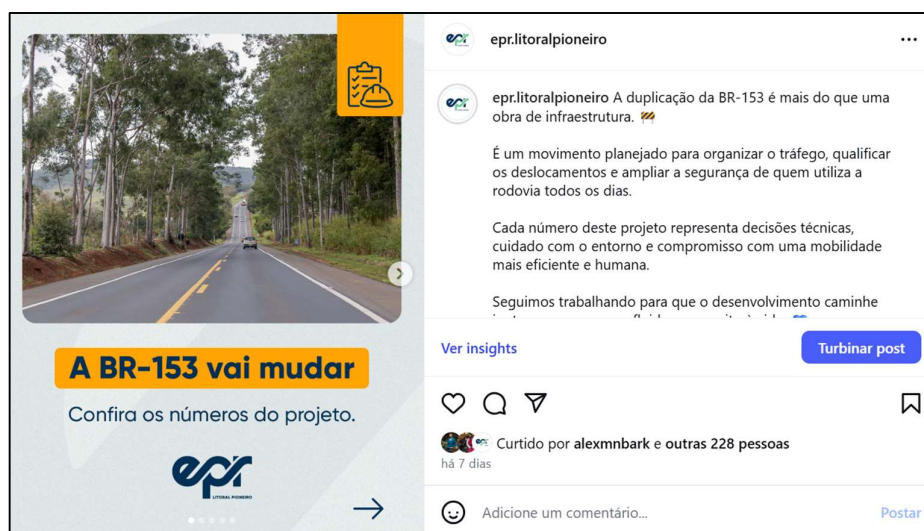 epr.litoralpioneiro
epr
epr.litoralpioneiro A duplicação da BR-153 é mais do que uma
obra de infraestrutura. 🚧
É um movimento planejado para organizar o tráfego, qualificar
os deslocamentos e ampliar a segurança de quem utiliza a
rodovia todos os dias.
Cada número deste projeto representa decisões técnicas,
cuidado com o entorno e compromisso com uma mobilidade
mais eficiente e humana.
Seguimos trabalhando para que o desenvolvimento caminhe
A BR-153 vai mudar
Confira os números do projeto.
epr
LITORAL PIONEIRO
Ver insights
Turbinar post
Curtido por alexmnbark e outras 228 pessoas
há 7 dias
Adicione um comentário...
Postar